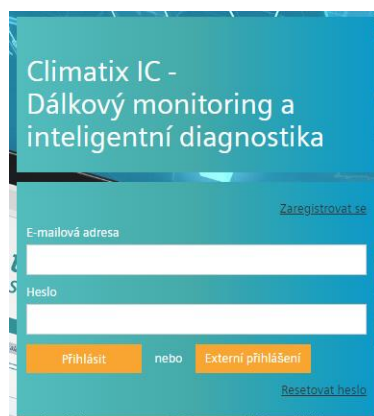 Climatix IC -
Dálkový monitoring a
inteligentní diagnostika
Zaregistrovat se
E-mailová adresa
Heslo
Přihlásit nebo Externí přihlášení
Resetovat heslo